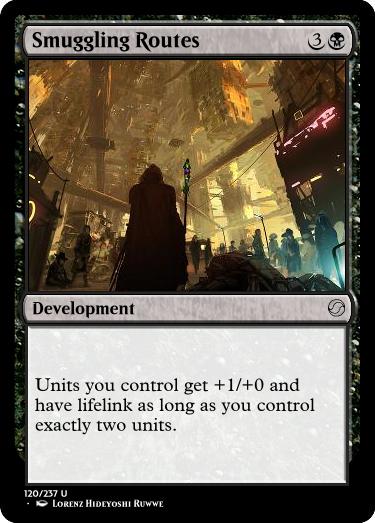 Smuggling Routes 3
Development
Units you control get +1/+0 and
have lifelink as long as you control
exactly two units.
120/237 U
· Lorenz Hideyoshi Ruwwe